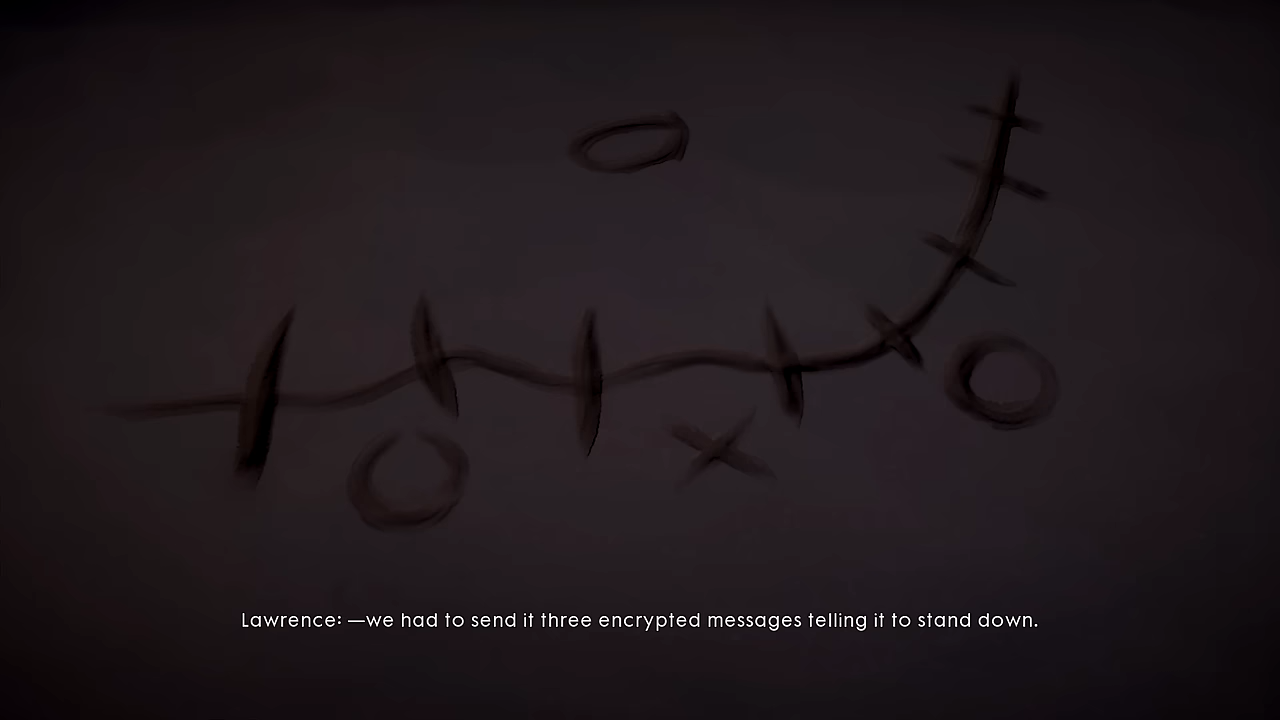 Lawrence: —we had to send it three encrypted messages telling it to stand down.